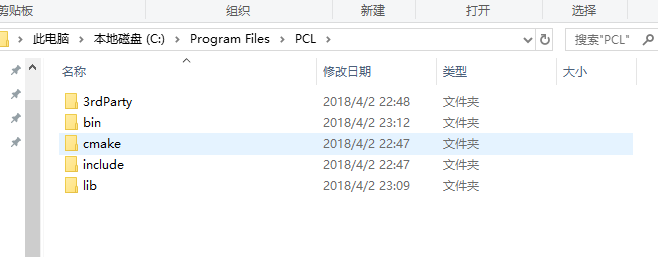 剪贴板 组织 新建 打开 选择
此电脑 本地磁盘 (C:) Program Files PCL 搜索"PCL"
名称 修改日期 类型 大小
3rdParty 2018/4/2 22:48 文件夹
bin 2018/4/2 23:12 文件夹
cmake 2018/4/2 22:47 文件夹
include 2018/4/2 22:47 文件夹
lib 2018/4/2 23:09 文件夹